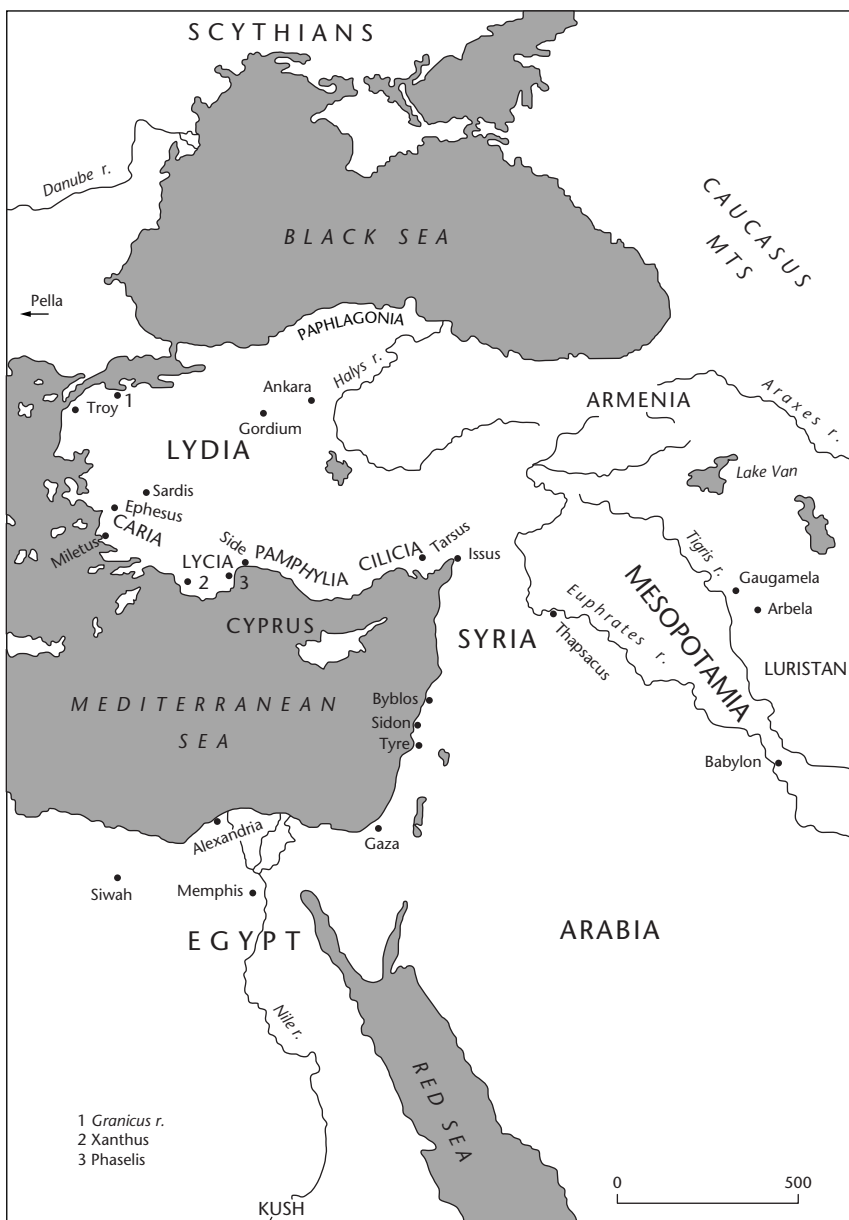 SCYTHIANS
Danube r.
BLACK SEA
CAUCASUS
MTS
Pella
PAPHLAGONIA
Halys r.
Ankara
Gordium
Troy
1
ARMENIA
Araxes r.
LYDIA
Lake Van
Sardis
Ephesus
CARIA
Miletus
LYCIA
2
3
Side
PAMPHYLIA
CILICIA
Tarsus
Issus
Tigris r.
Gaugamela
Arbela
MESOPOTAMIA
Euphrates r.
Thapsacus
SYRIA
LURISTAN
CYPRUS
MEDITERRANEAN
SEA
Byblos
Sidon
Tyre
Babylon
Alexandria
Gaza
Siwah
Memphis
EGYPT
ARABIA
Nile r.
RED SEA
1 Granicus r.
2 Xanthus
3 Phaselis
KUSH
0 500